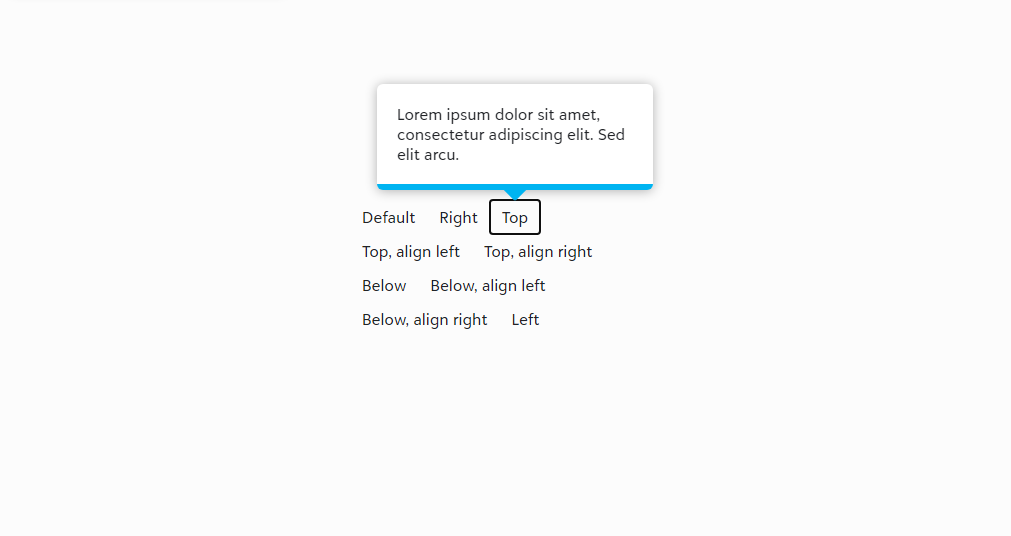 Lorem ipsum dolor sit amet,
consectetur adipiscing elit. Sed
elit arcu.
Default Right Top
Top, align left Top, align right
Below Below, align left
Below, align right Left